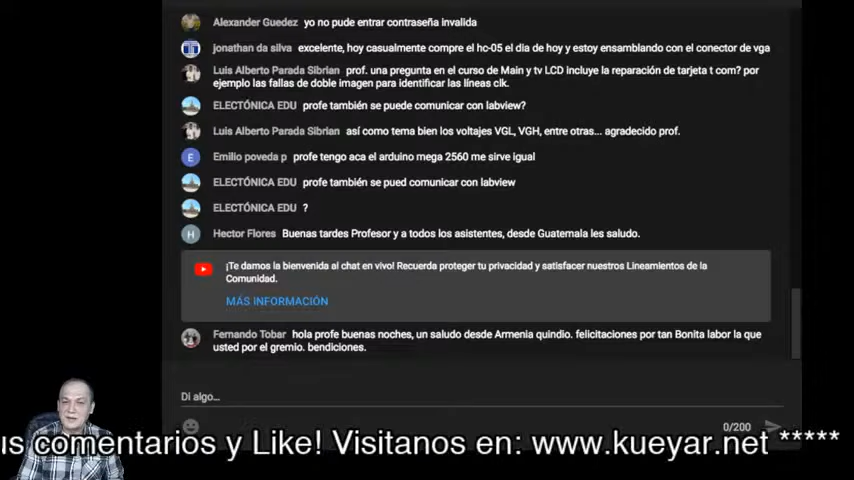 Alexander Guedez yo no pude entrar contraseña invalida
jonathan da silva excelente, hoy casualmente compre el hc-05 el dia de hoy y estoy ensamblando con el conector de vga
Luis Alberto Parada Sibrian prof. una pregunta en el curso de Main y tv LCD incluye la reparación de tarjeta t com? por
ejemplo las fallas de doble imagen para identificar las líneas clk.
ELECTÓNICA EDU profe también se puede comunicar con labview?
Luis Alberto Parada Sibrian así como tema bien los voltajes VGL, VGH, entre otras... agradecido prof.
E Emilio poveda p profe tengo aca el arduino mega 2560 me sirve igual
ELECTÓNICA EDU profe también se pued comunicar con labview
ELECTÓNICA EDU ?
H Hector Flores Buenas tardes Profesor y a todos los asistentes, desde Guatemala les saludo.
¡Te damos la bienvenida al chat en vivo! Recuerda proteger tu privacidad y satisfacer nuestros Lineamientos de la
Comunidad.
MÁS INFORMACIÓN
Fernando Tobar hola profe buenas noches, un saludo desde Armenia quindio. felicitaciones por tan Bonita labor la que
usted por el gremio. bendiciones.
Di algo...
0/200
us comentarios y Like! Visitanos en: www.kueyar.net *****